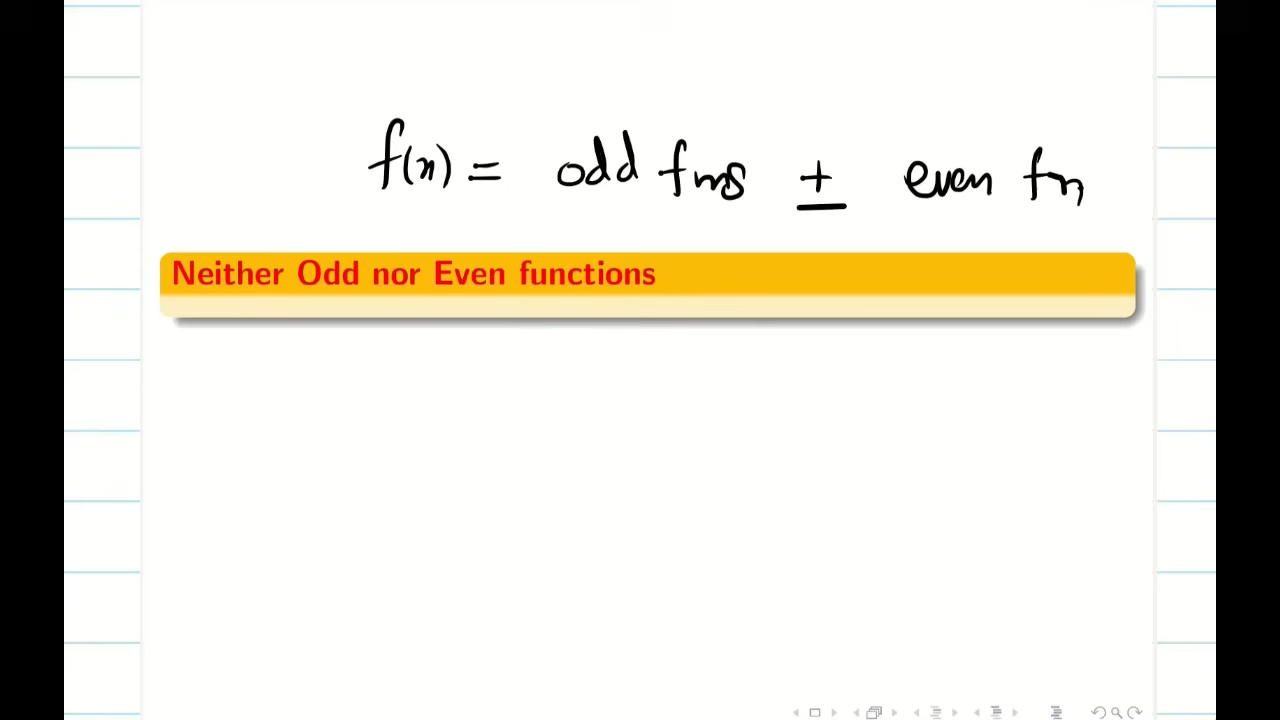 f(x) = odd fns ± even fn
Neither Odd nor Even functions